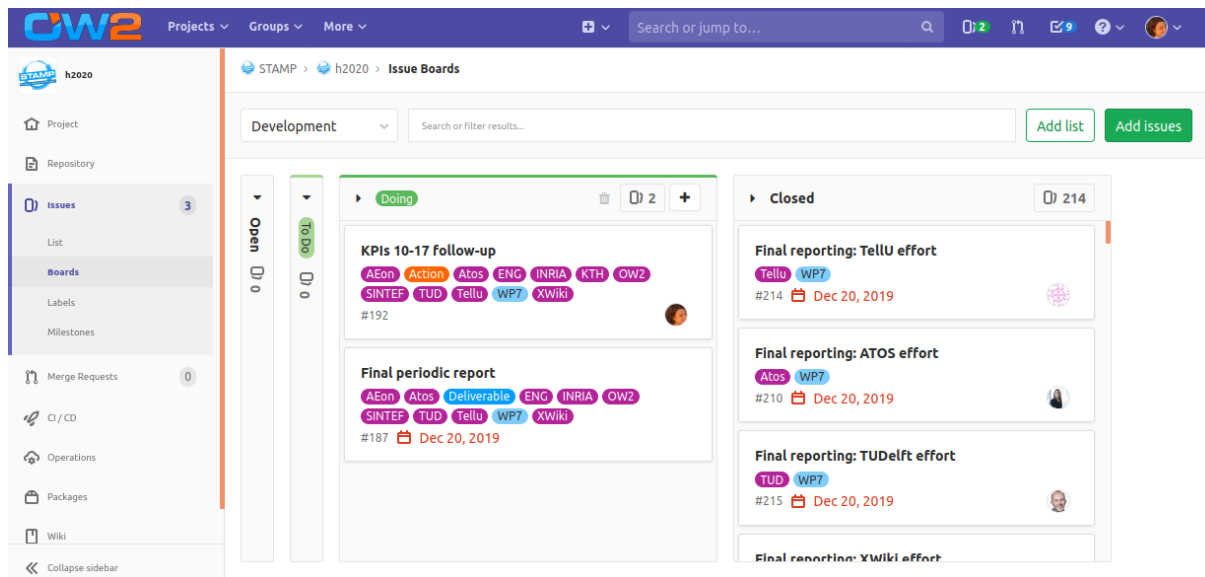 OW2 Projects Groups More Search or jump to... 2 9
STAMP h2020
STAMP › h2020 › Issue Boards
Project
Repository
Issues 3
List
Boards
Labels
Milestones
Merge Requests 0
CI / CD
Operations
Packages
Wiki
Collapse sidebar
Development Search or filter results... Add list Add issues
Open 0
To Do 0
Doing 2
KPIs 10-17 follow-up
AEon Action Atos ENG INRIA KTH OW2
SINTEF TUD Tellu WP7 XWiki
#192
Final periodic report
AEon Atos Deliverable ENG INRIA OW2
SINTEF TUD Tellu WP7 XWiki
#187 Dec 20, 2019
Closed 214
Final reporting: TellU effort
Tellu WP7
#214 Dec 20, 2019
Final reporting: ATOS effort
Atos WP7
#210 Dec 20, 2019
Final reporting: TUDelft effort
TUD WP7
#215 Dec 20, 2019
Final reporting: XWiki effort